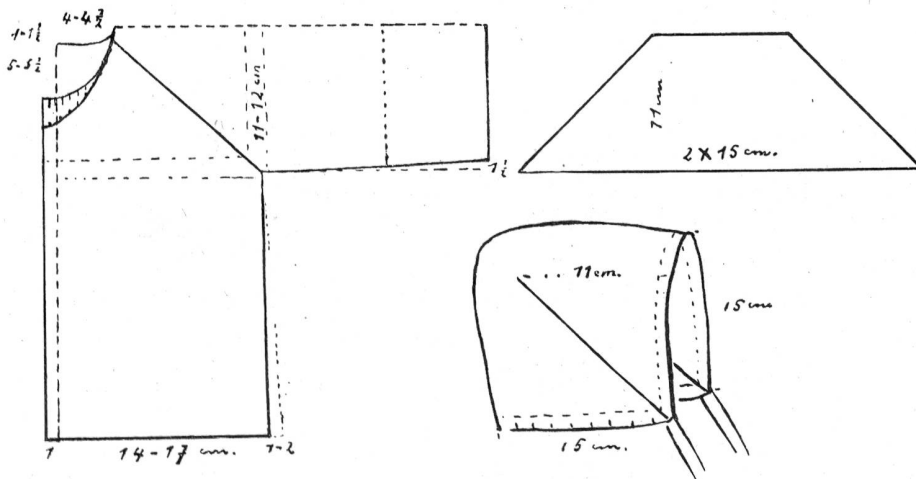 4-4½
1-1½
5-5½
11-12 cm
1½
1
14-17 cm.
1-2
11 cm
2 X 15 cm.
11 cm.
15 cm
15 cm.